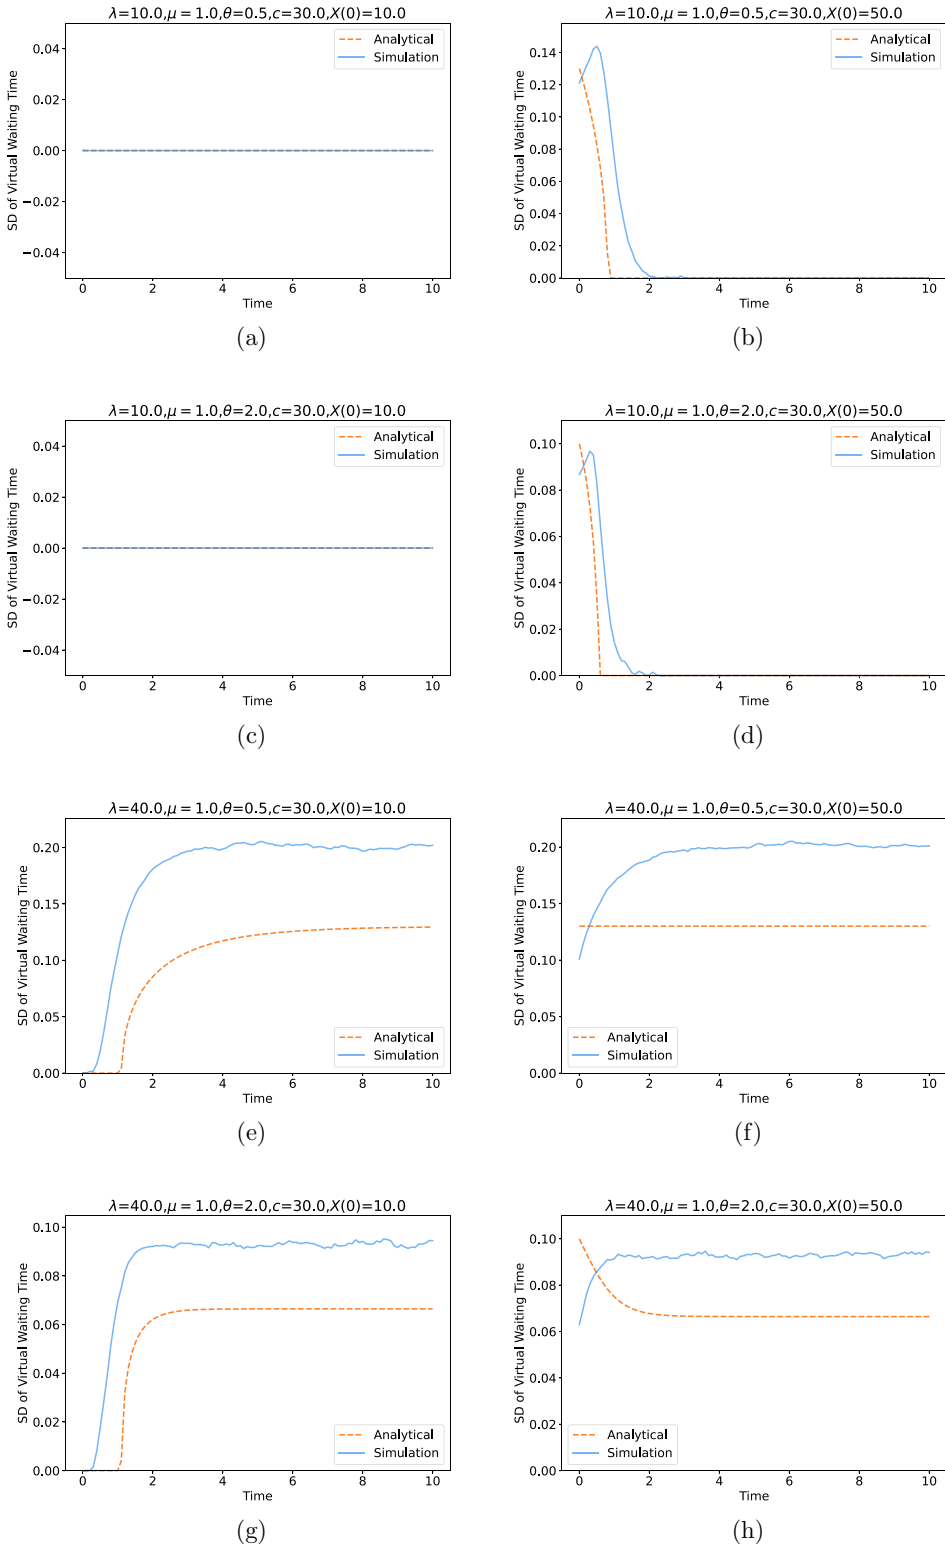 λ=10.0,μ = 1.0,θ=0.5,c=30.0,X(0)=10.0
SD of Virtual Waiting Time
0.04
0.02
0.00
−0.02
−0.04
Analytical
Simulation
0 2 4 6 8 10
Time
(a)
λ=10.0,μ = 1.0,θ=0.5,c=30.0,X(0)=50.0
SD of Virtual Waiting Time
0.14
0.12
0.10
0.08
0.06
0.04
0.02
0.00
Analytical
Simulation
0 2 4 6 8 10
Time
(b)
λ=10.0,μ = 1.0,θ=2.0,c=30.0,X(0)=10.0
SD of Virtual Waiting Time
0.04
0.02
0.00
−0.02
−0.04
Analytical
Simulation
0 2 4 6 8 10
Time
(c)
λ=10.0,μ = 1.0,θ=2.0,c=30.0,X(0)=50.0
SD of Virtual Waiting Time
0.10
0.08
0.06
0.04
0.02
0.00
Analytical
Simulation
0 2 4 6 8 10
Time
(d)
λ=40.0,μ = 1.0,θ=0.5,c=30.0,X(0)=10.0
SD of Virtual Waiting Time
0.20
0.15
0.10
0.05
0.00
Analytical
Simulation
0 2 4 6 8 10
Time
(e)
λ=40.0,μ = 1.0,θ=0.5,c=30.0,X(0)=50.0
SD of Virtual Waiting Time
0.20
0.15
0.10
0.05
0.00
Analytical
Simulation
0 2 4 6 8 10
Time
(f)
λ=40.0,μ = 1.0,θ=2.0,c=30.0,X(0)=10.0
SD of Virtual Waiting Time
0.10
0.08
0.06
0.04
0.02
0.00
Analytical
Simulation
0 2 4 6 8 10
Time
(g)
λ=40.0,μ = 1.0,θ=2.0,c=30.0,X(0)=50.0
SD of Virtual Waiting Time
0.10
0.08
0.06
0.04
0.02
0.00
Analytical
Simulation
0 2 4 6 8 10
Time
(h)